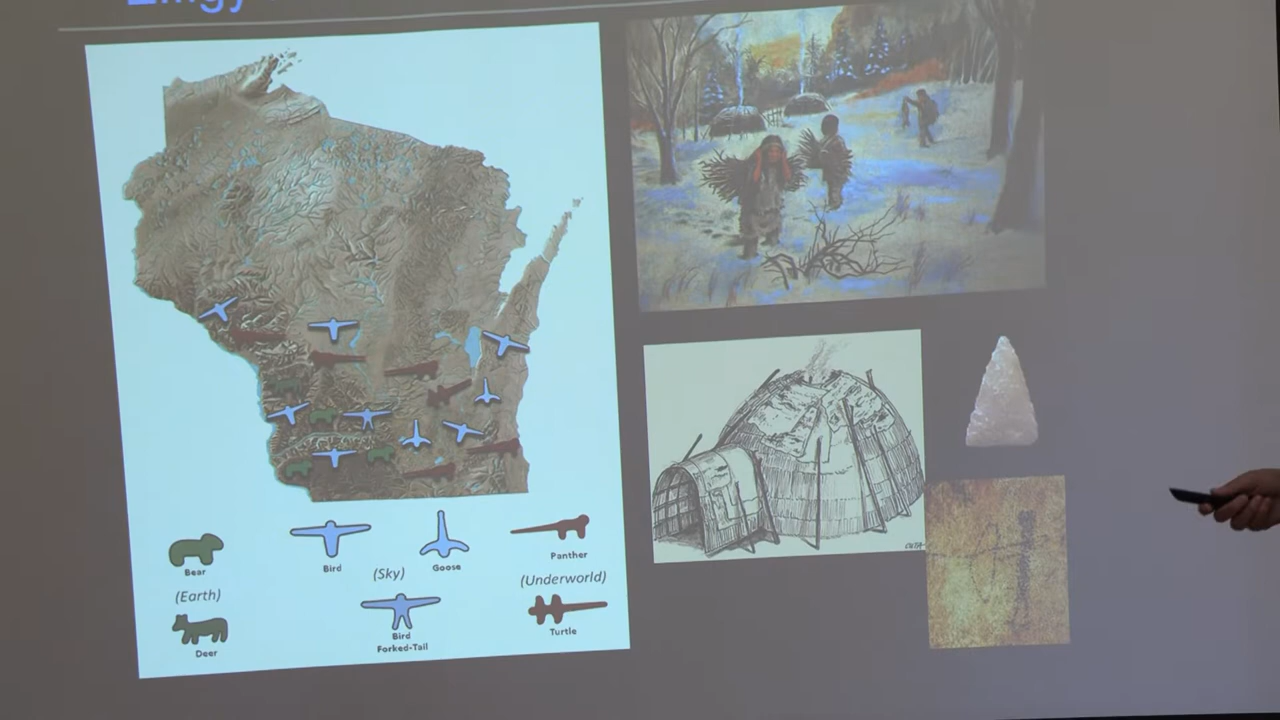 Bear
(Earth)
Deer
Bird
(Sky)
Goose
Bird
Forked-Tail
Panther
(Underworld)
Turtle